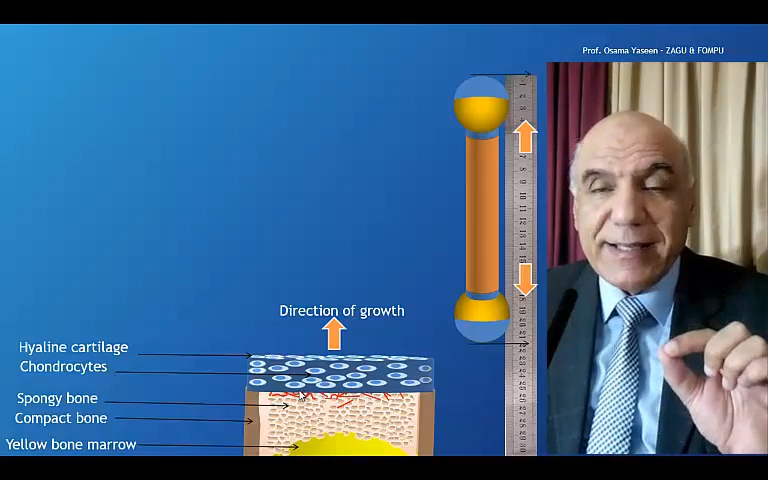 Prof. Osama Yaseen - ZAGU & FOMPU
Direction of growth
Hyaline cartilage
Chondrocytes
Spongy bone
Compact bone
Yellow bone marrow